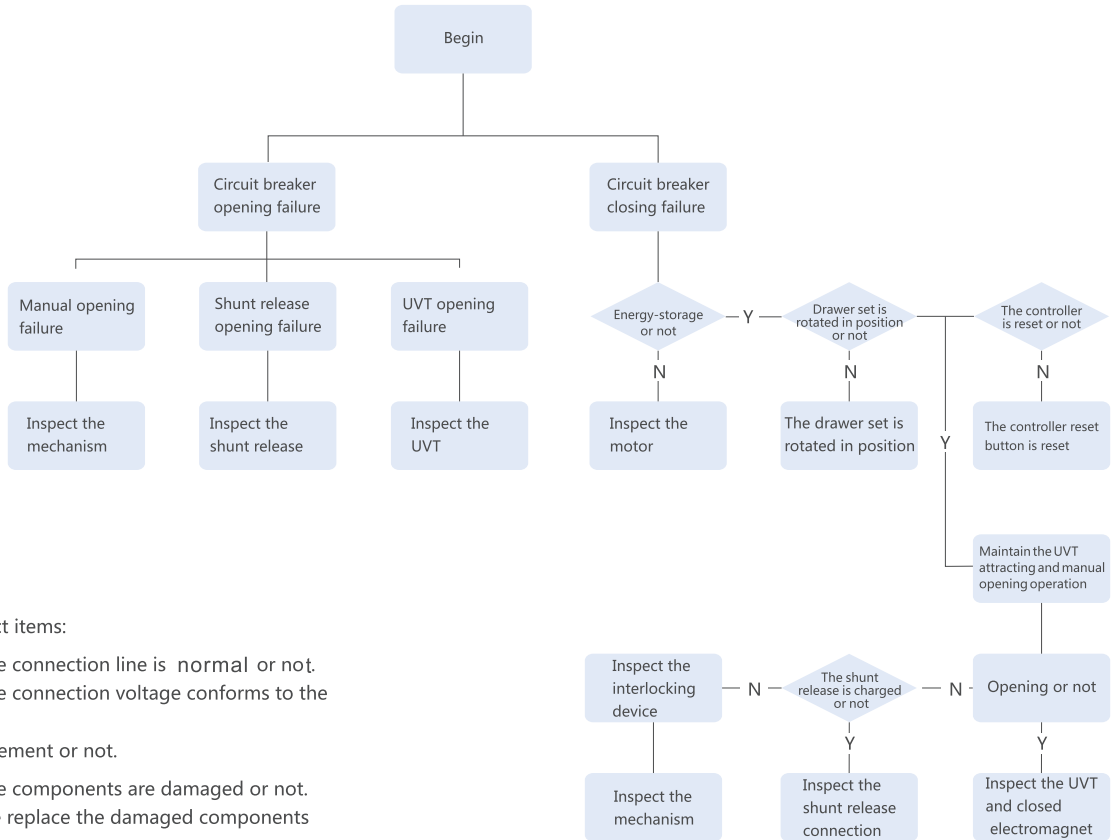 Begin
Circuit breaker
opening failure
Circuit breaker
closing failure
Manual opening
failure
Shunt release
opening failure
UVT opening
failure
Energy-storage
or not
Y
Drawer set is
rotated in position
or not
The controller
is reset or not
N
N
N
Inspect the
mechanism
Inspect the
shunt release
Inspect the
UVT
Inspect the
motor
The drawer set is
rotated in position
Y
The controller reset
button is reset
Maintain the UVT
attracting and manual
opening operation
ct items:
e connection line is normal or not.
e connection voltage conforms to the
ement or not.
e components are damaged or not.
replace the damaged components
Inspect the
interlocking
device
N
The shunt
release is charged
or not
N
Opening or not
Y
Y
Inspect the
mechanism
Inspect the
shunt release
connection
Inspect the UVT
and closed
electromagnet